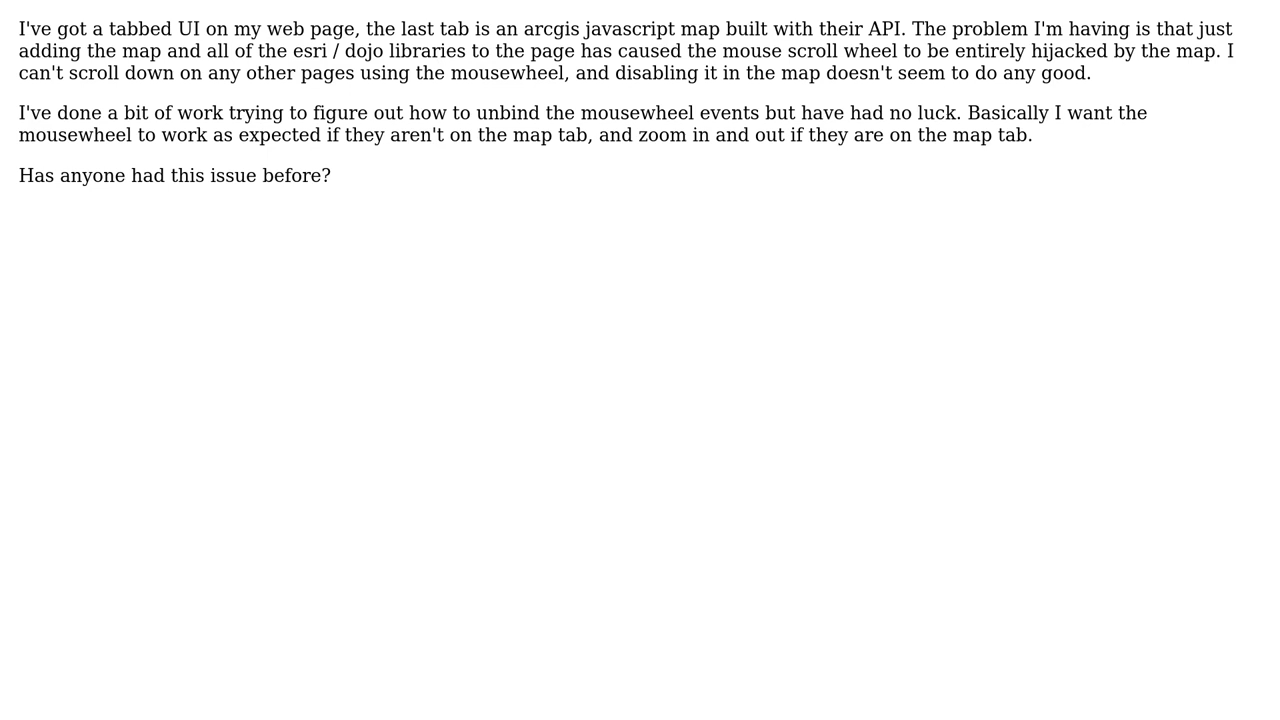 I've got a tabbed UI on my web page, the last tab is an arcgis javascript map built with their API. The problem I'm having is that just
adding the map and all of the esri / dojo libraries to the page has caused the mouse scroll wheel to be entirely hijacked by the map. I
can't scroll down on any other pages using the mousewheel, and disabling it in the map doesn't seem to do any good.
I've done a bit of work trying to figure out how to unbind the mousewheel events but have had no luck. Basically I want the
mousewheel to work as expected if they aren't on the map tab, and zoom in and out if they are on the map tab.
Has anyone had this issue before?